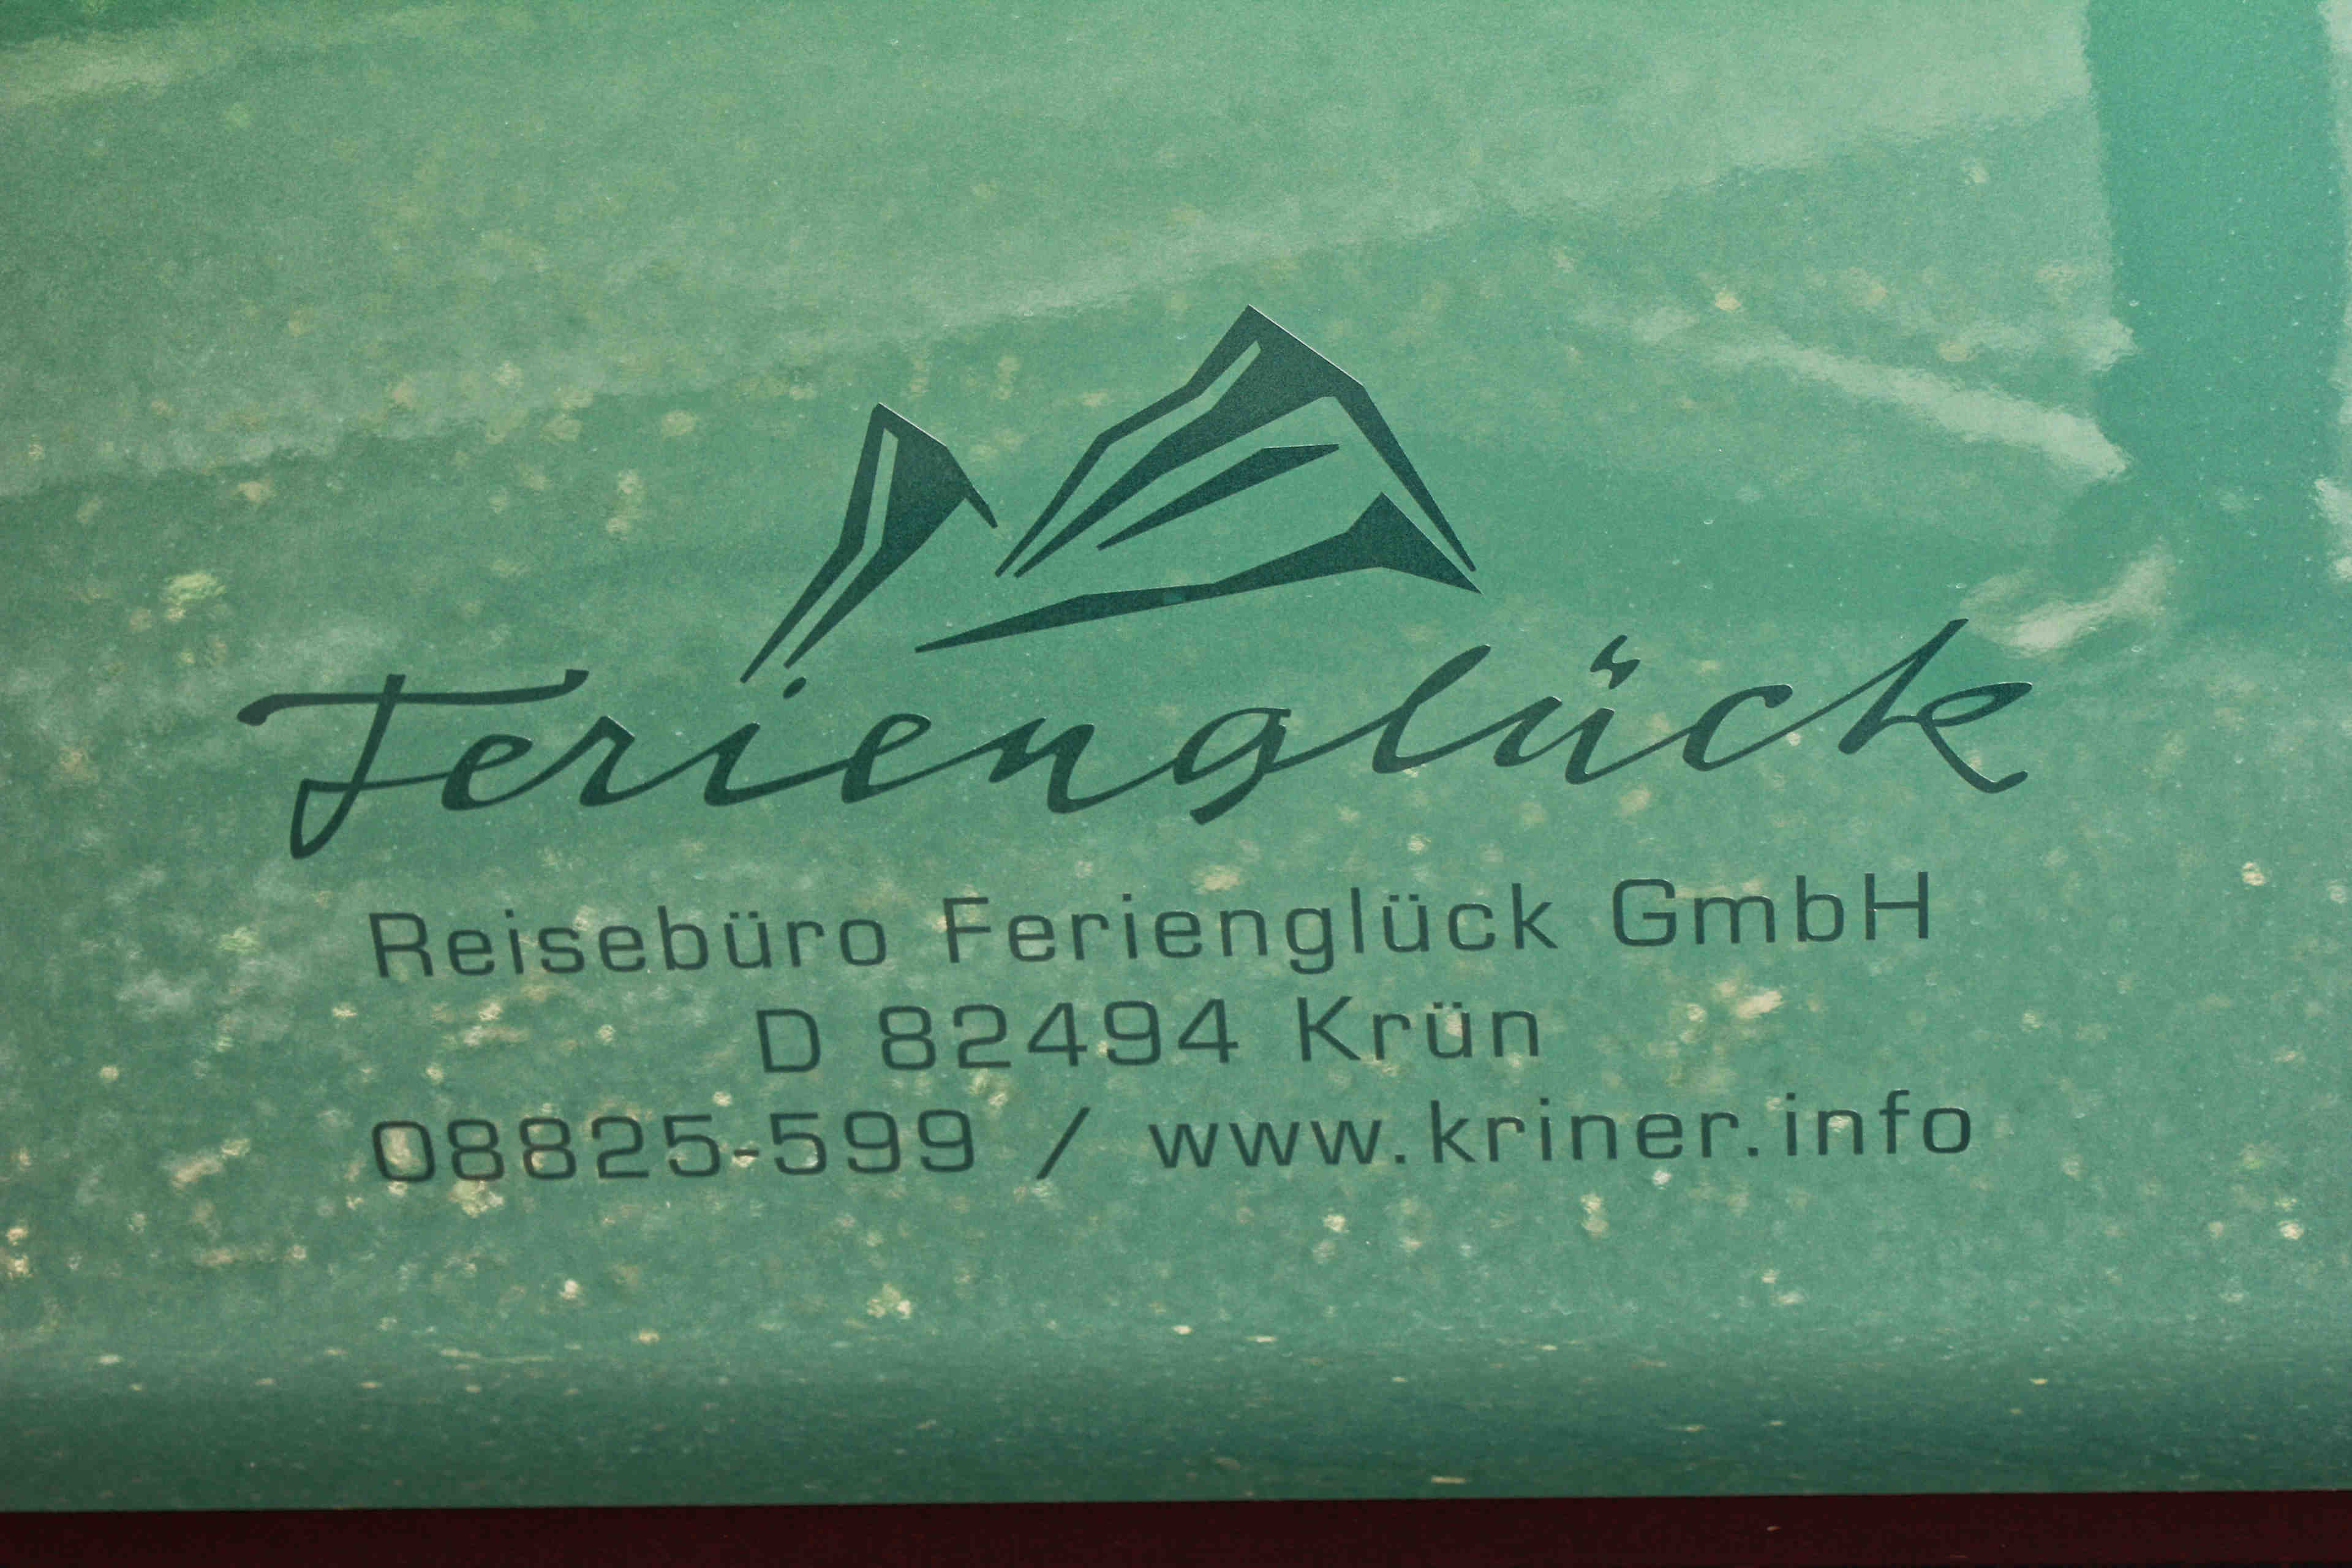 Ferienglück
Reisebüro Ferienglück GmbH
D 82494 Krün
08825-599 / www.kriner.info